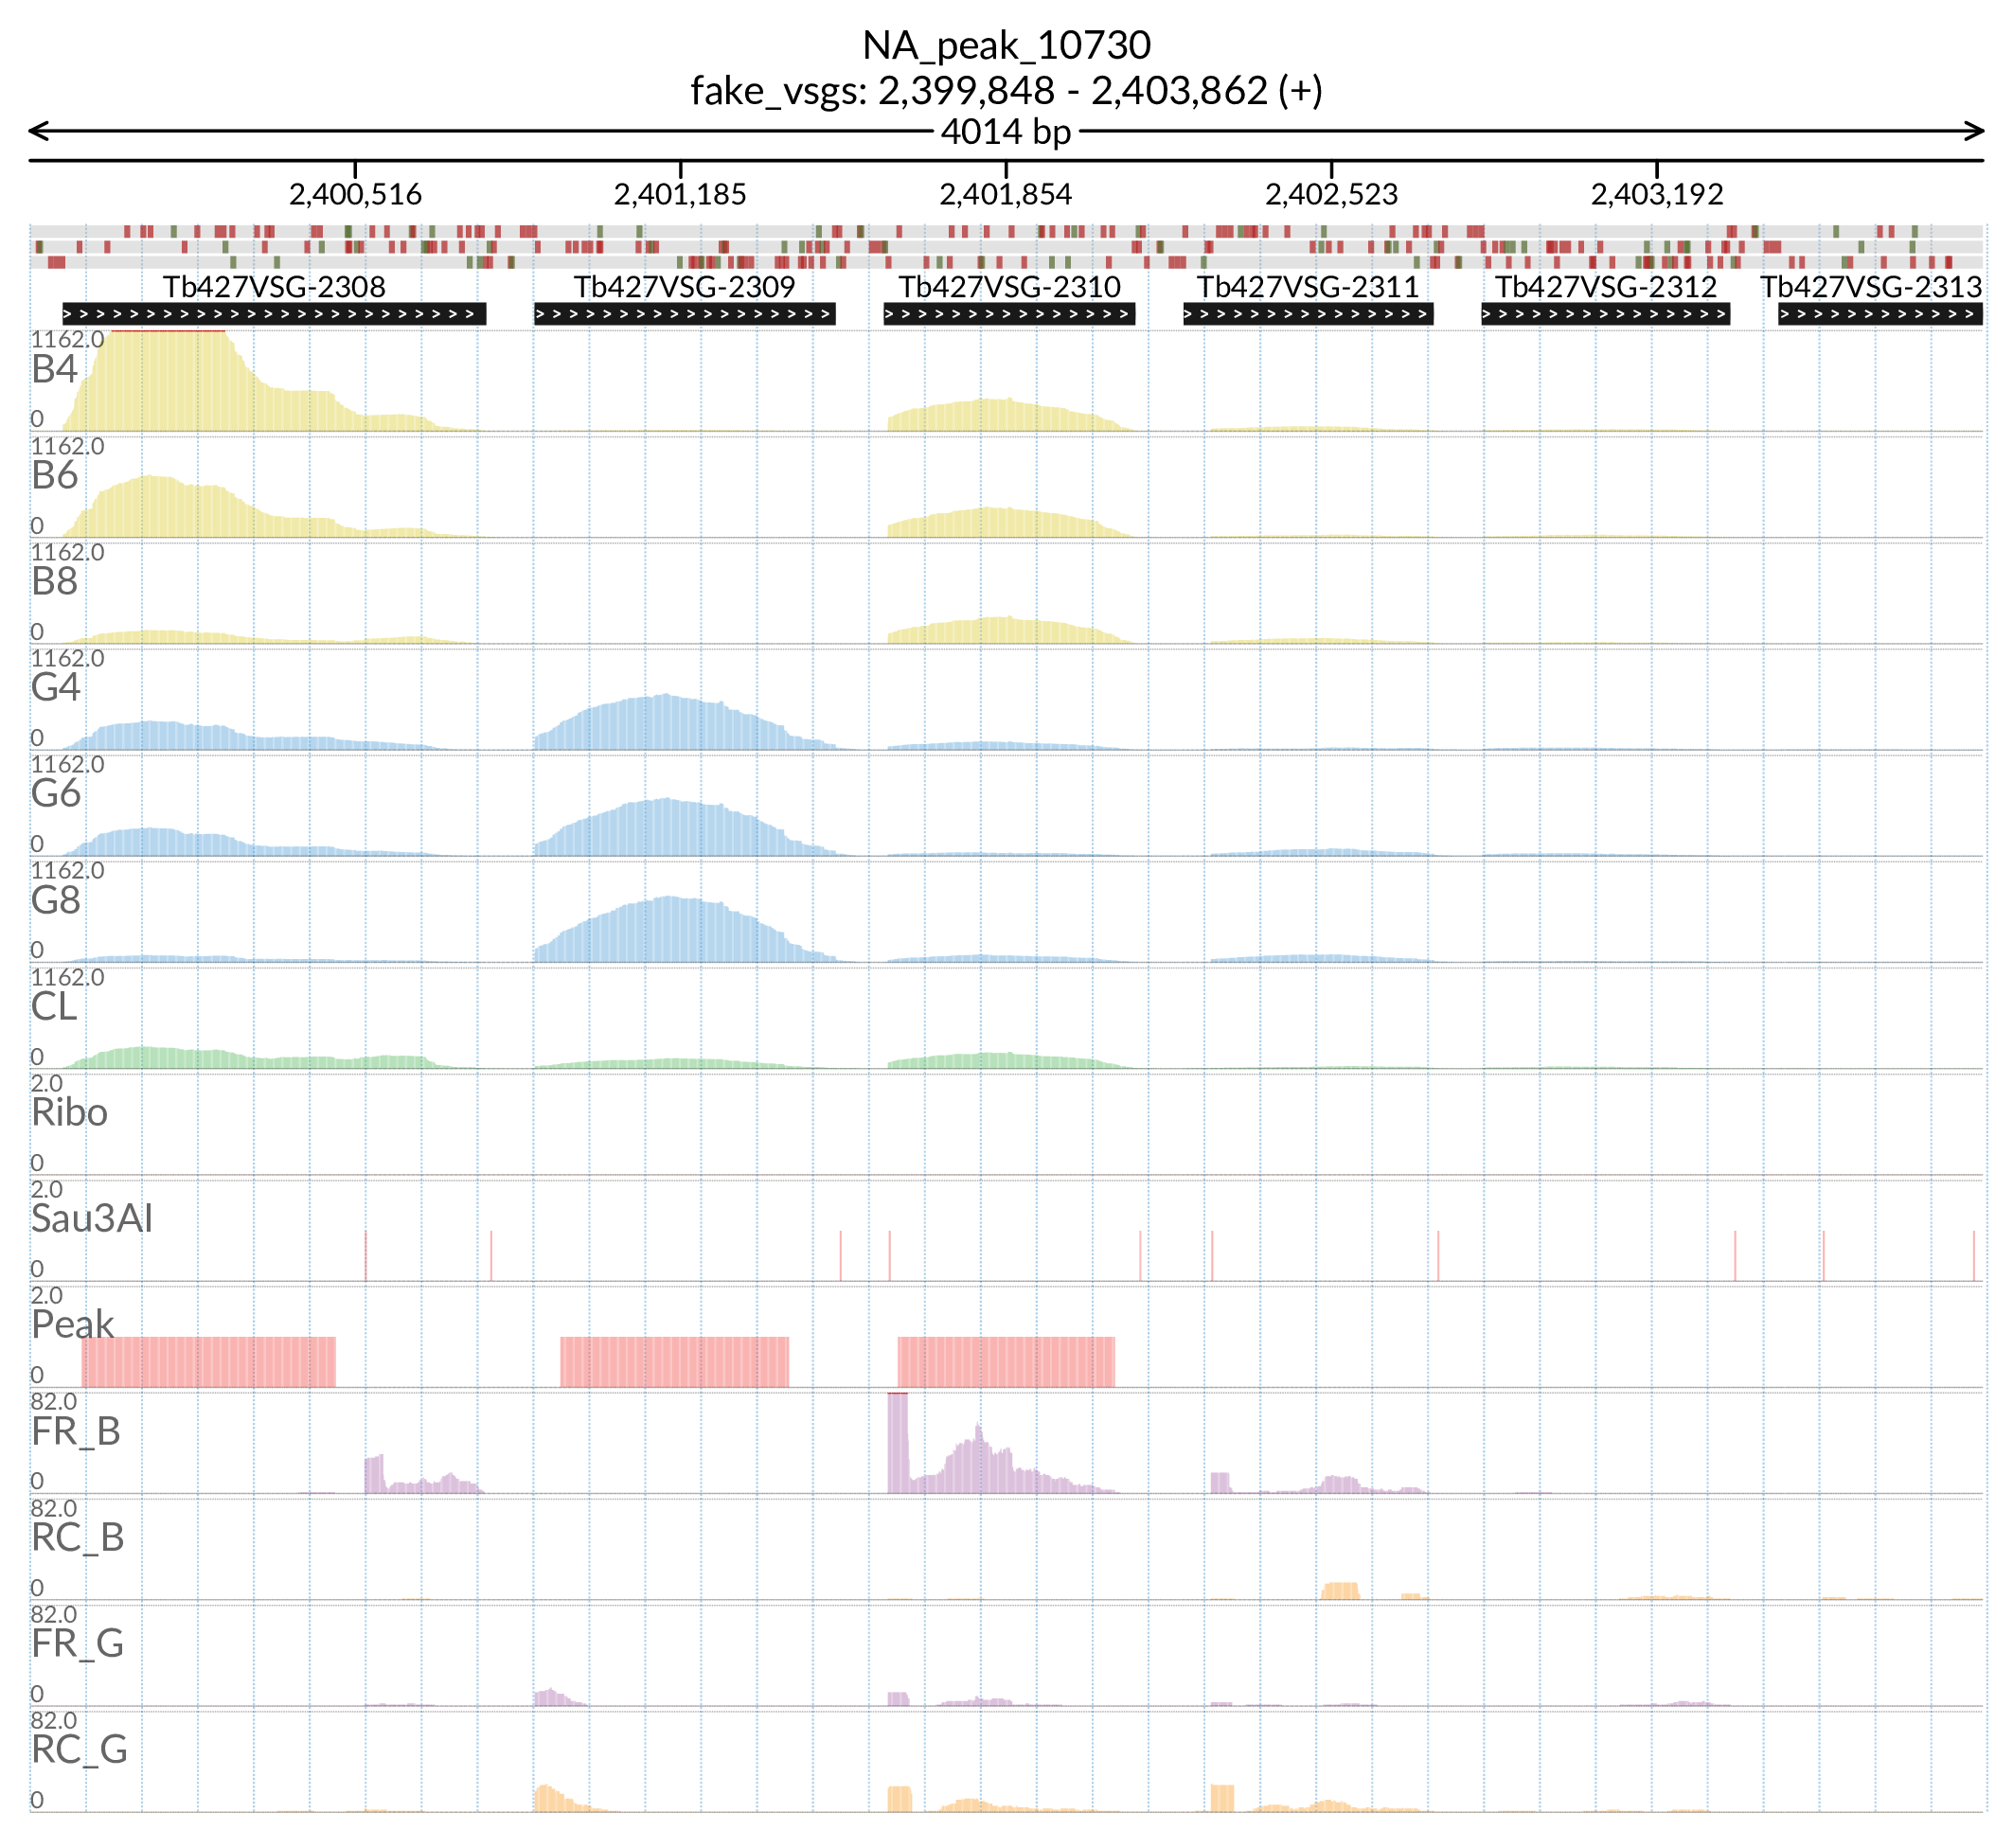 NA_peak_10730
fake_vsgs: 2,399,848 - 2,403,862 (+)
4014 bp
2,400,516 2,401,185 2,401,854 2,402,523 2,403,192
Tb427VSG-2308 Tb427VSG-2309 Tb427VSG-2310 Tb427VSG-2311 Tb427VSG-2312 Tb427VSG-2313
1162.0
B4
0
1162.0
B6
0
1162.0
B8
0
1162.0
G4
0
1162.0
G6
0
1162.0
G8
0
1162.0
CL
0
2.0
Ribo
0
2.0
Sau3AI
0
2.0
Peak
0
82.0
FR_B
0
82.0
RC_B
0
82.0
FR_G
0
82.0
RC_G
0